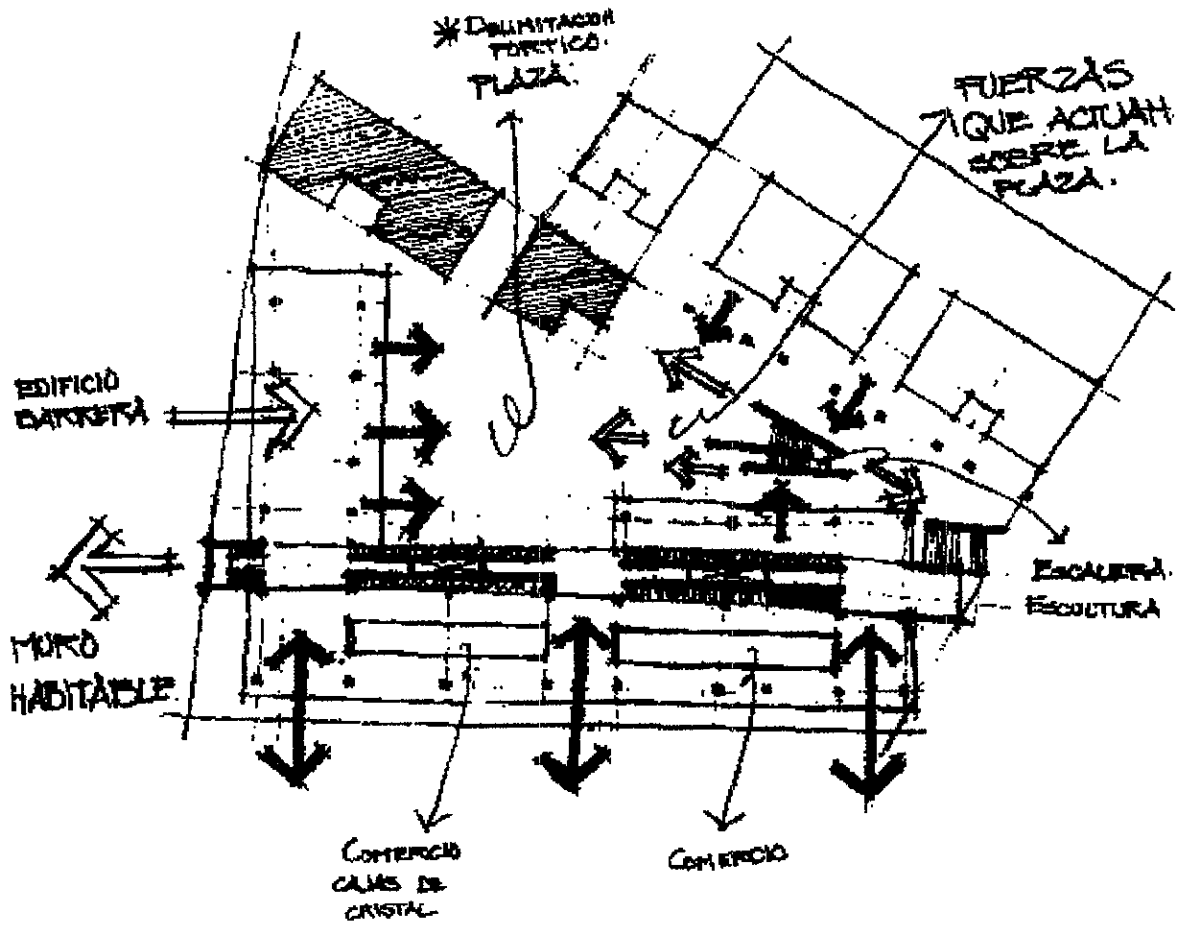 * DELIMITACION
PORTICO.
PLAZA.
FUERZAS
QUE ACTUAN
SOBRE LA
PLAZA.
EDIFICIO
BARRERA
MURO
HABITABLE
ESCALERA.
ESCULTURA
COMERCIO
CAJAS DE
CRISTAL
COMERCIO